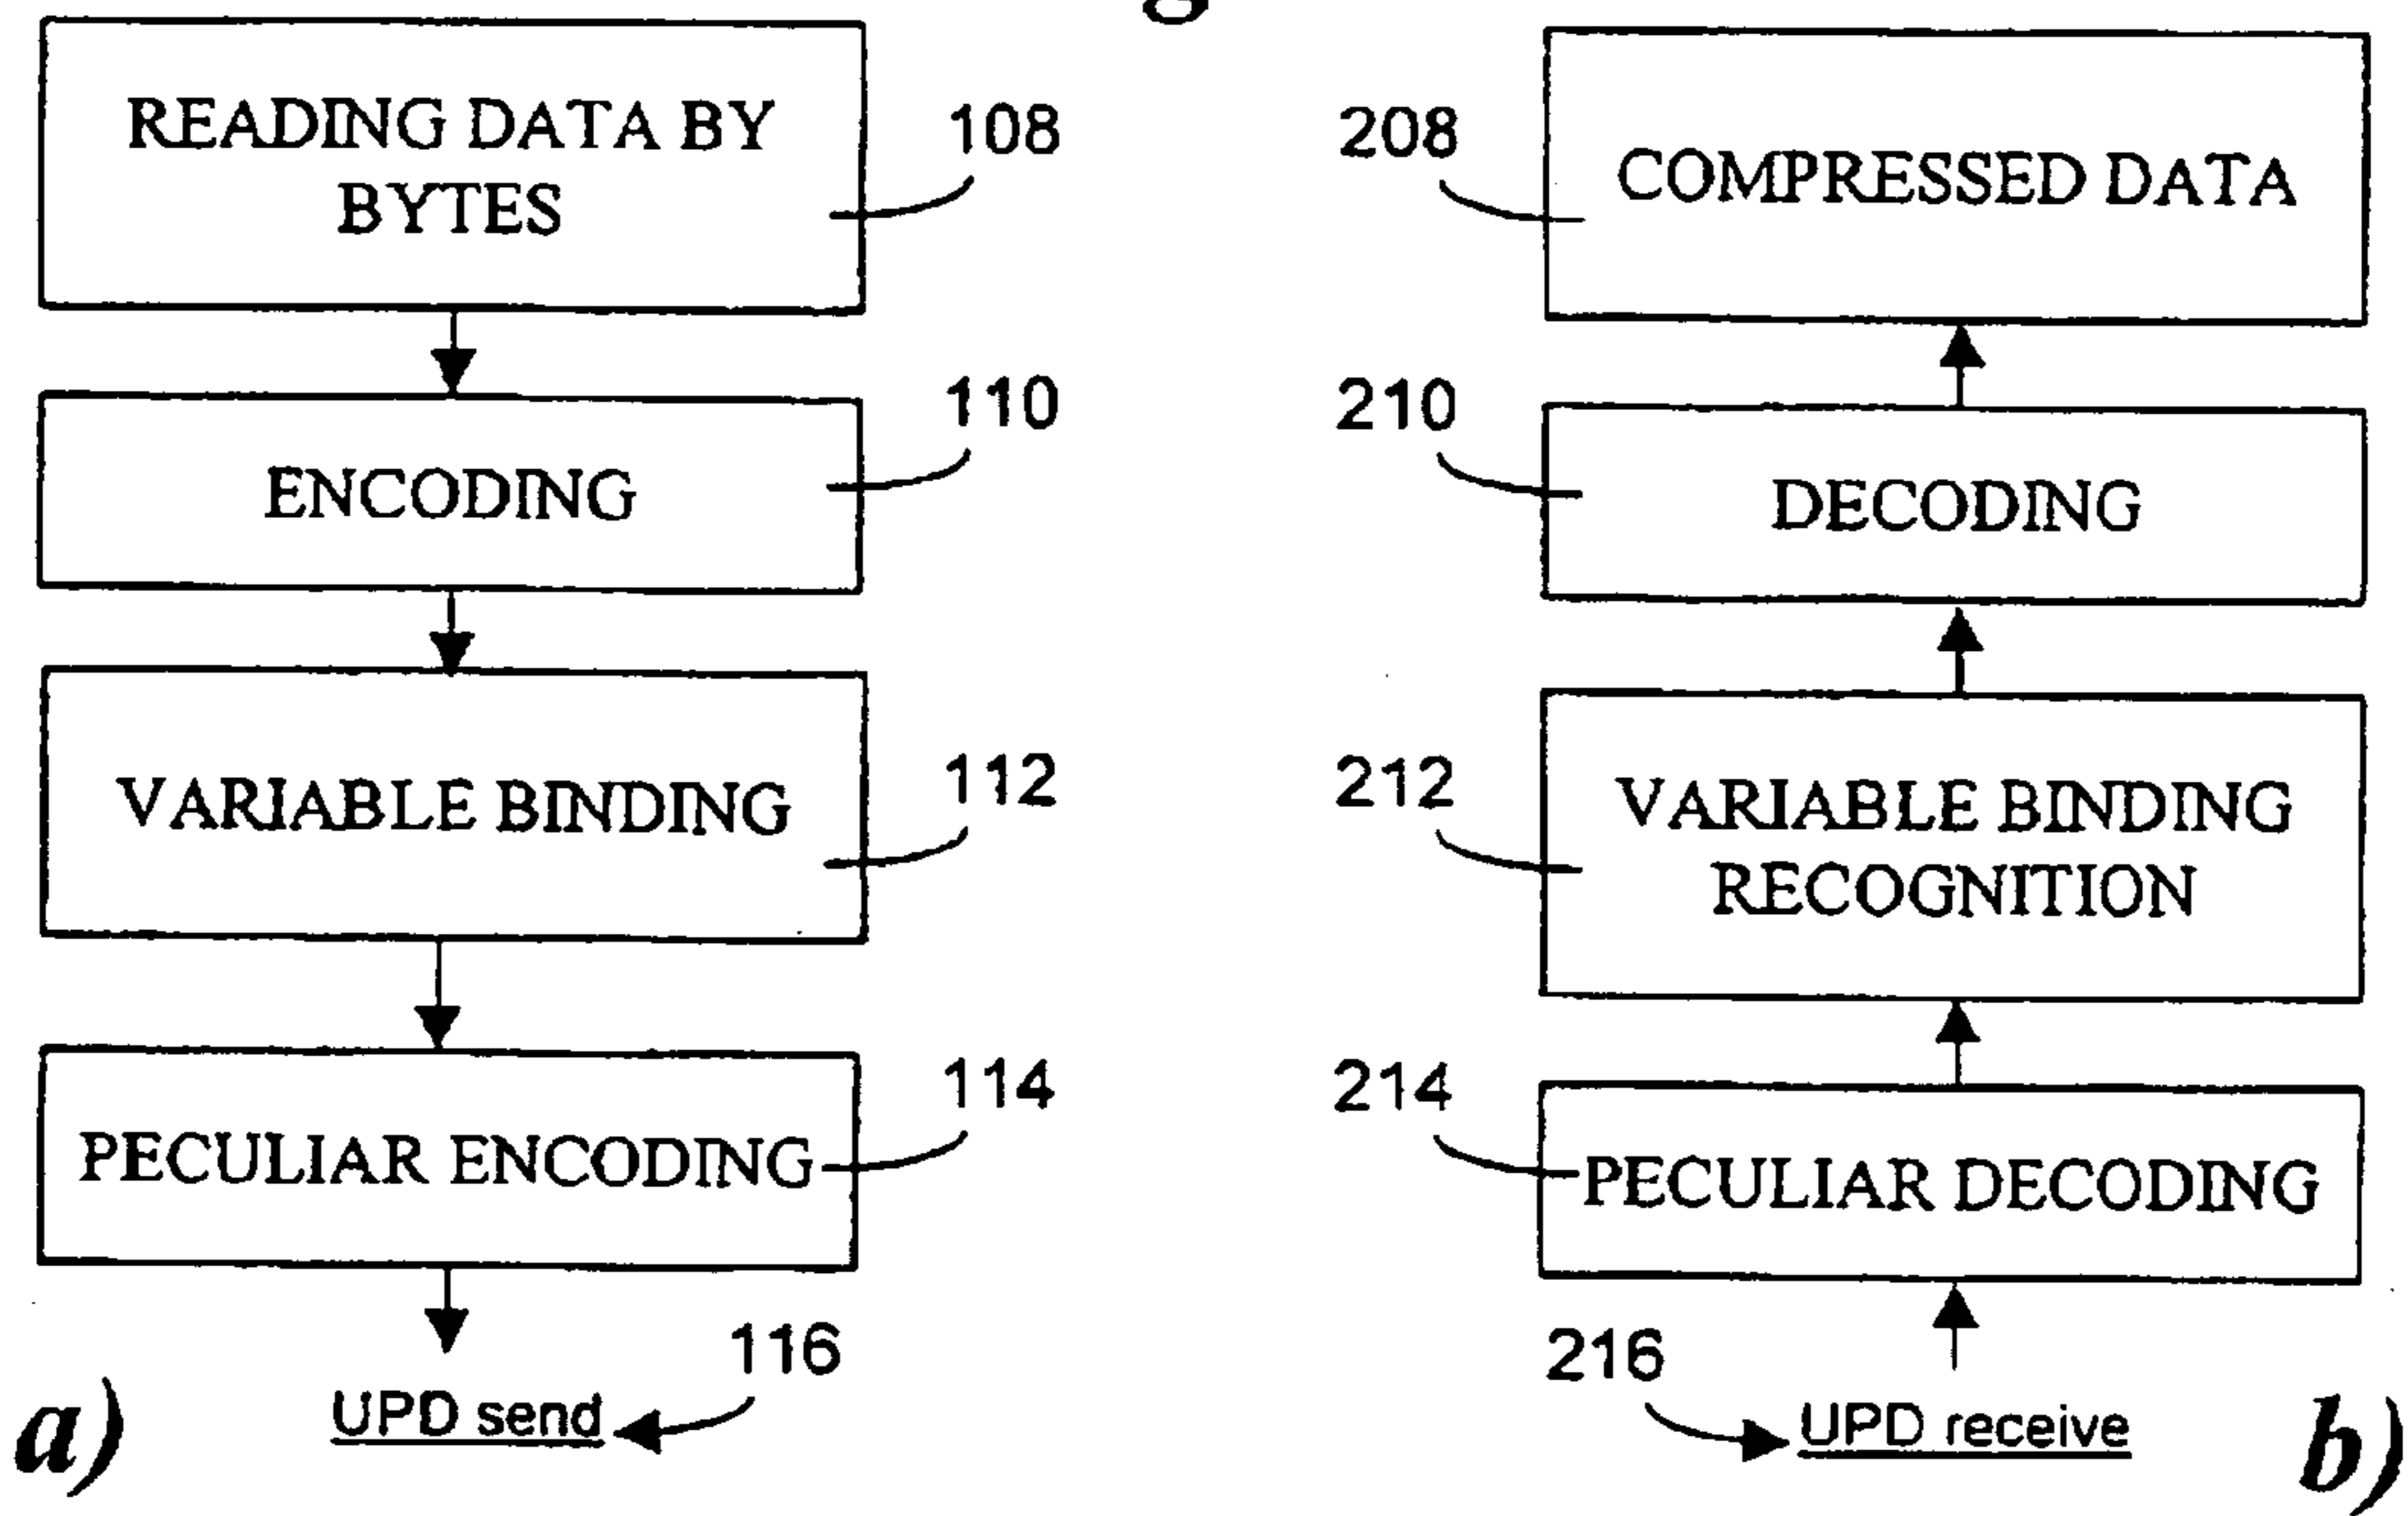 READING DATA BY
BYTES
108
ENCODING
110
VARIABLE BINDING
112
PECULIAR ENCODING
114
UPD send
116
a)
208
COMPRESSED DATA
210
DECODING
212
VARIABLE BINDING
RECOGNITION
214
PECULIAR DECODING
216
UPD receive
b)